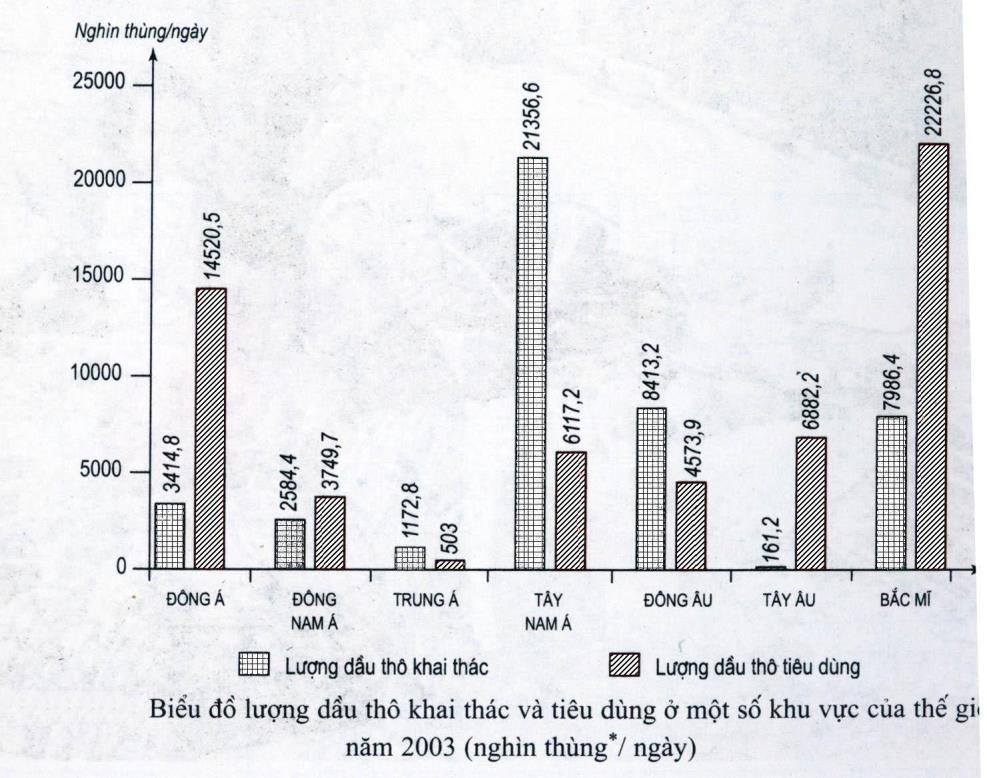 Nghìn thùng/ngày
25000
20000
15000
10000
5000
0
3414,8
14520,5
2584,4
3749,7
1172,8
503
21356,6
6117,2
8413,2
4573,9
161,2
6882,2
7986,4
22226,8
ĐÔNG Á
ĐÔNG
NAM Á
TRUNG Á
TÂY
NAM Á
ĐÔNG ÂU
TÂY ÂU
BẮC MĨ
Lượng dầu thô khai thác
Lượng dầu thô tiêu dùng
Biểu đồ lượng dầu thô khai thác và tiêu dùng ở một số khu vực của thế
năm 2003 (nghìn thùng*/ ngày)